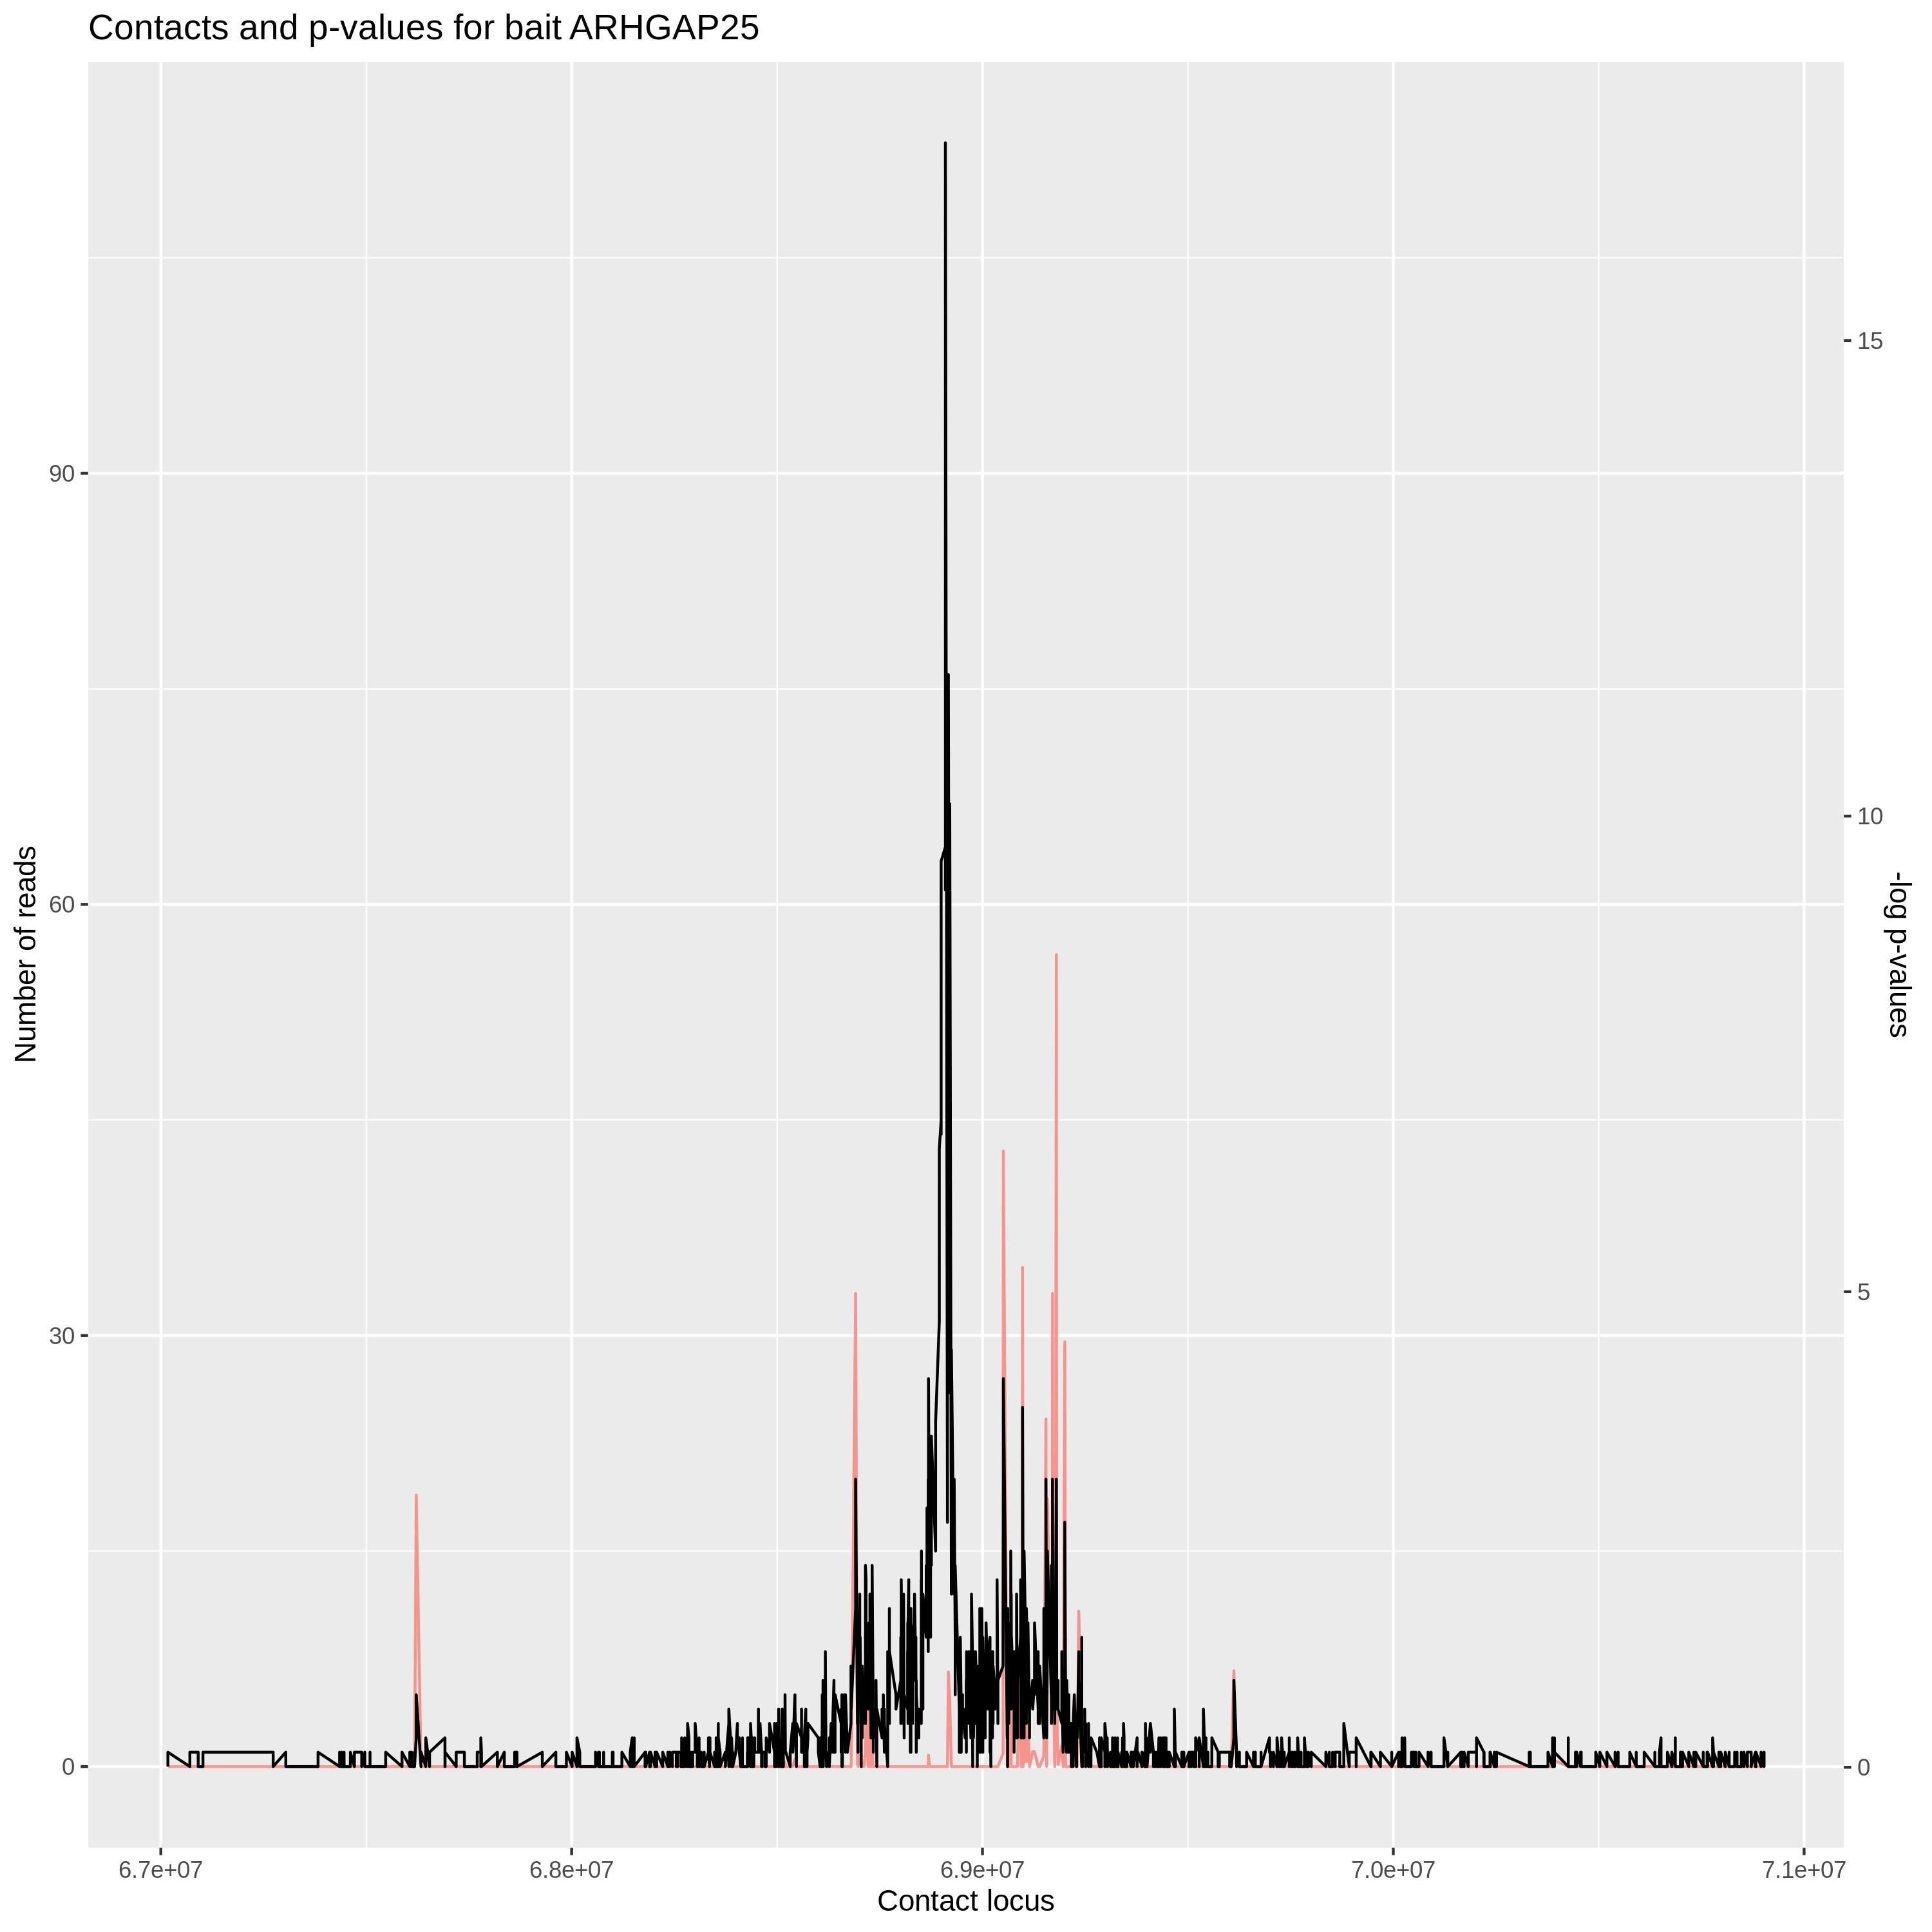 Contacts and p-values for bait ARHGAP25
Number of reads
90
60
30
0
15
10
5
0
-log p-values
6.7e+07
6.8e+07
6.9e+07
7.0e+07
7.1e+07
Contact locus